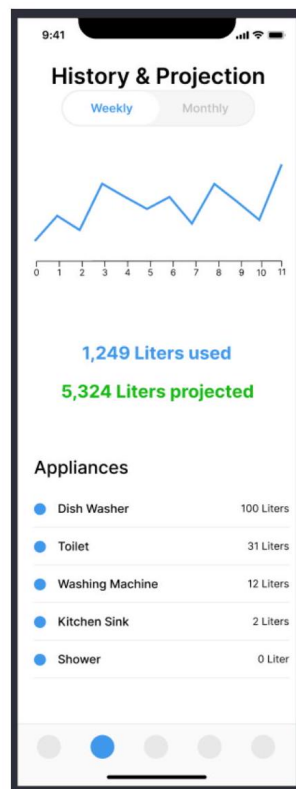 9:41
History & Projection
Weekly Monthly
0 1 2 3 4 5 6 7 8 9 10 11
1,249 Liters used
5,324 Liters projected
Appliances
Dish Washer 100 Liters
Toilet 31 Liters
Washing Machine 12 Liters
Kitchen Sink 2 Liters
Shower 0 Liter